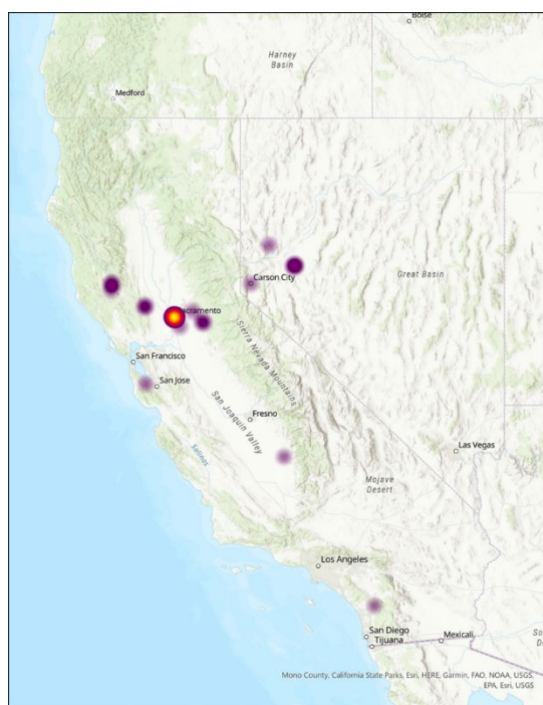 Boise
Harney
Basin
Medford
Carson City
Great Basin
Sacramento
Sierra Nevada Mountains
San Francisco
San Jose
San Joaquin Valley
Fresno
Salinas
Las Vegas
Mojave
Desert
Los Angeles
San Diego
Tijuana
Mexicali
So
D
Mono County, California State Parks, Esri, HERE, Garmin, FAO, NOAA, USGS,
EPA, Esri, USGS